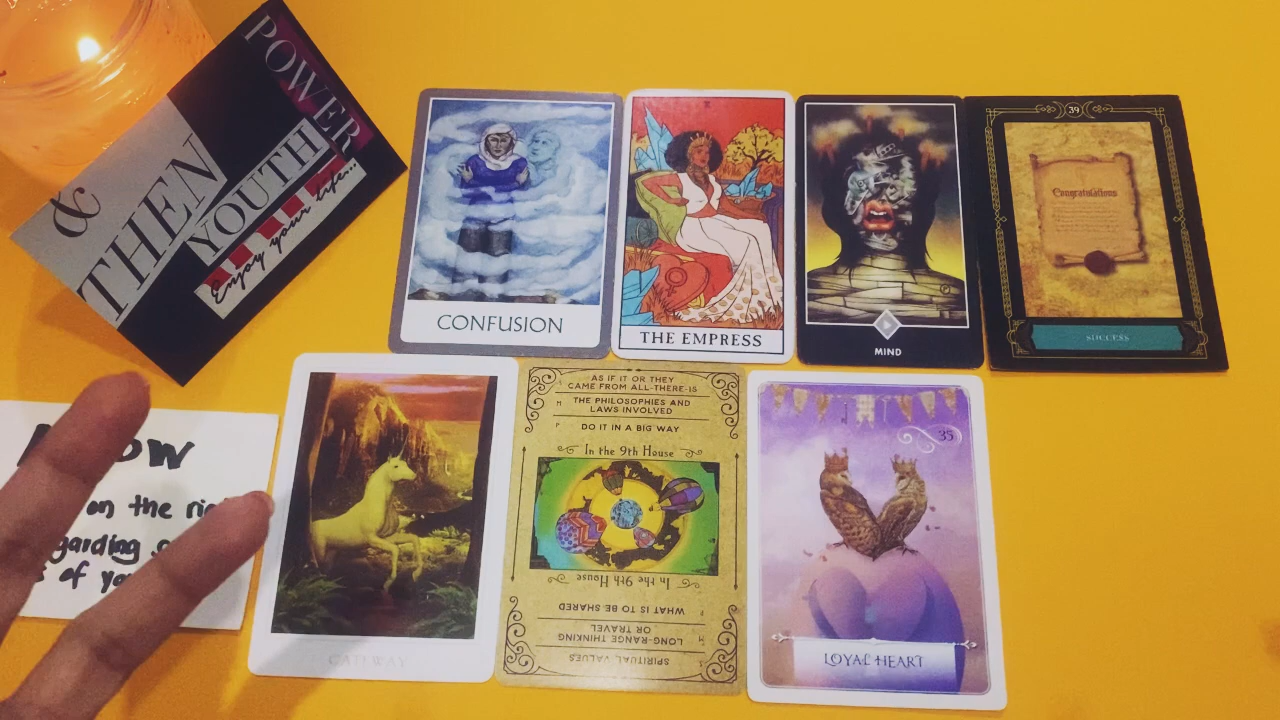 POWER
&
THEN
YOUTH
Enjoy your life...
CONFUSION
III
THE EMPRESS
MIND
39
Congratulations
SUCCESS
on the
of
GATEWAY
AS IF IT OR THEY
CAME FROM ALL-THERE-IS
M
THE PHILOSOPHIES AND
LAWS INVOLVED
P
DO IT IN A BIG WAY
In the 9th House
In the 9th House
P
WHAT IS TO BE SHARED
M
LONG-RANGE THINKING
OR TRAVEL
S
SPIRITUAL VALUES
35
LOYAL HEART